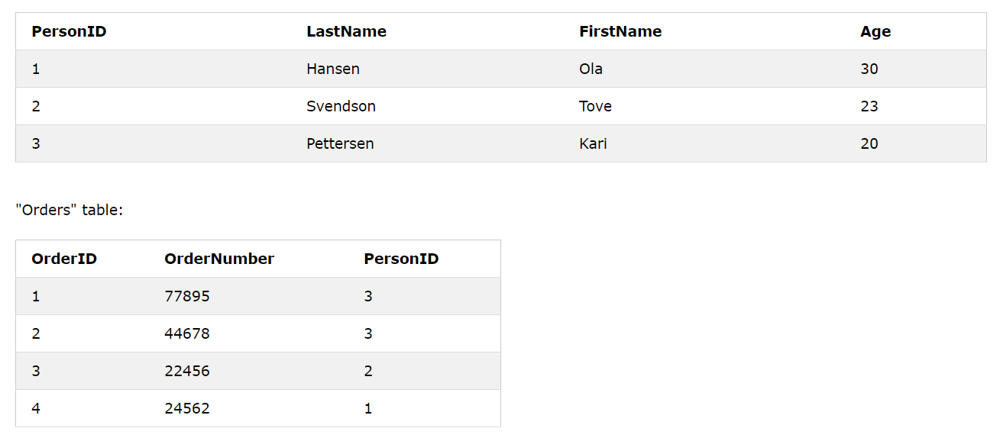 PersonID LastName FirstName Age
1 Hansen Ola 30
2 Svendson Tove 23
3 Pettersen Kari 20
"Orders" table:
OrderID OrderNumber PersonID
1 77895 3
2 44678 3
3 22456 2
4 24562 1